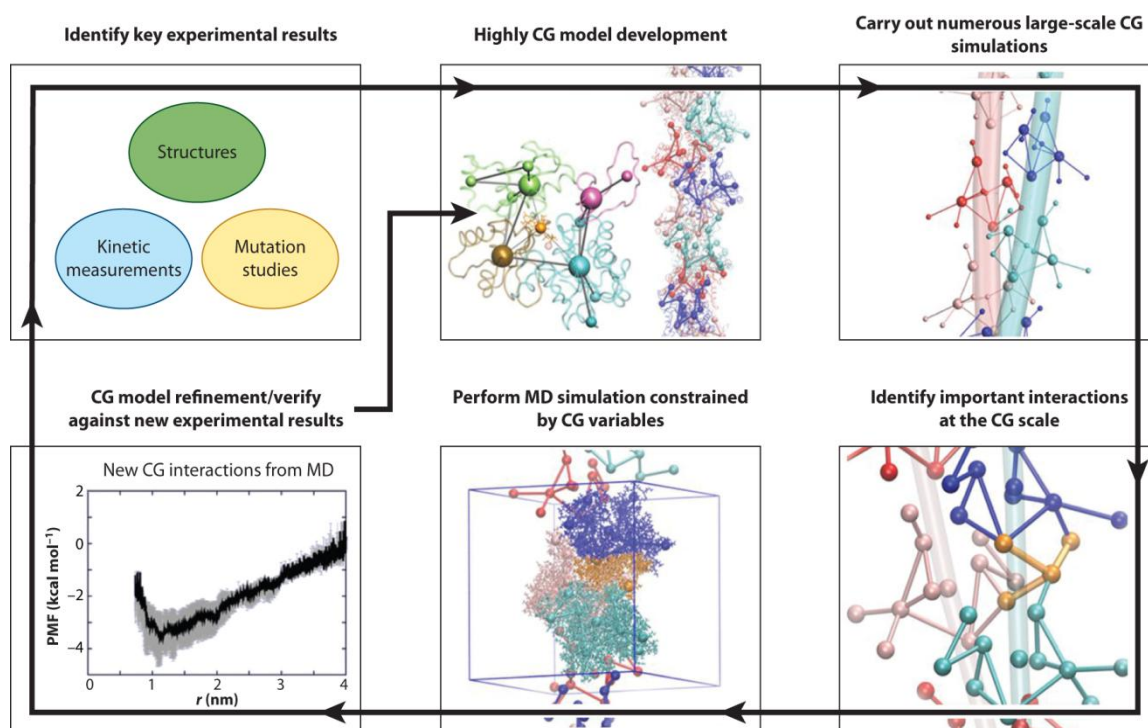 Identify key experimental results
Highly CG model development
Carry out numerous large-scale CG
simulations
Structures
Kinetic
measurements
Mutation
studies
CG model refinement/verify
against new experimental results
Perform MD simulation constrained
by CG variables
Identify important interactions
at the CG scale
New CG interactions from MD
PMF (kcal mol⁻¹)
2
0
−2
−4
0 1 2 3 4
r (nm)